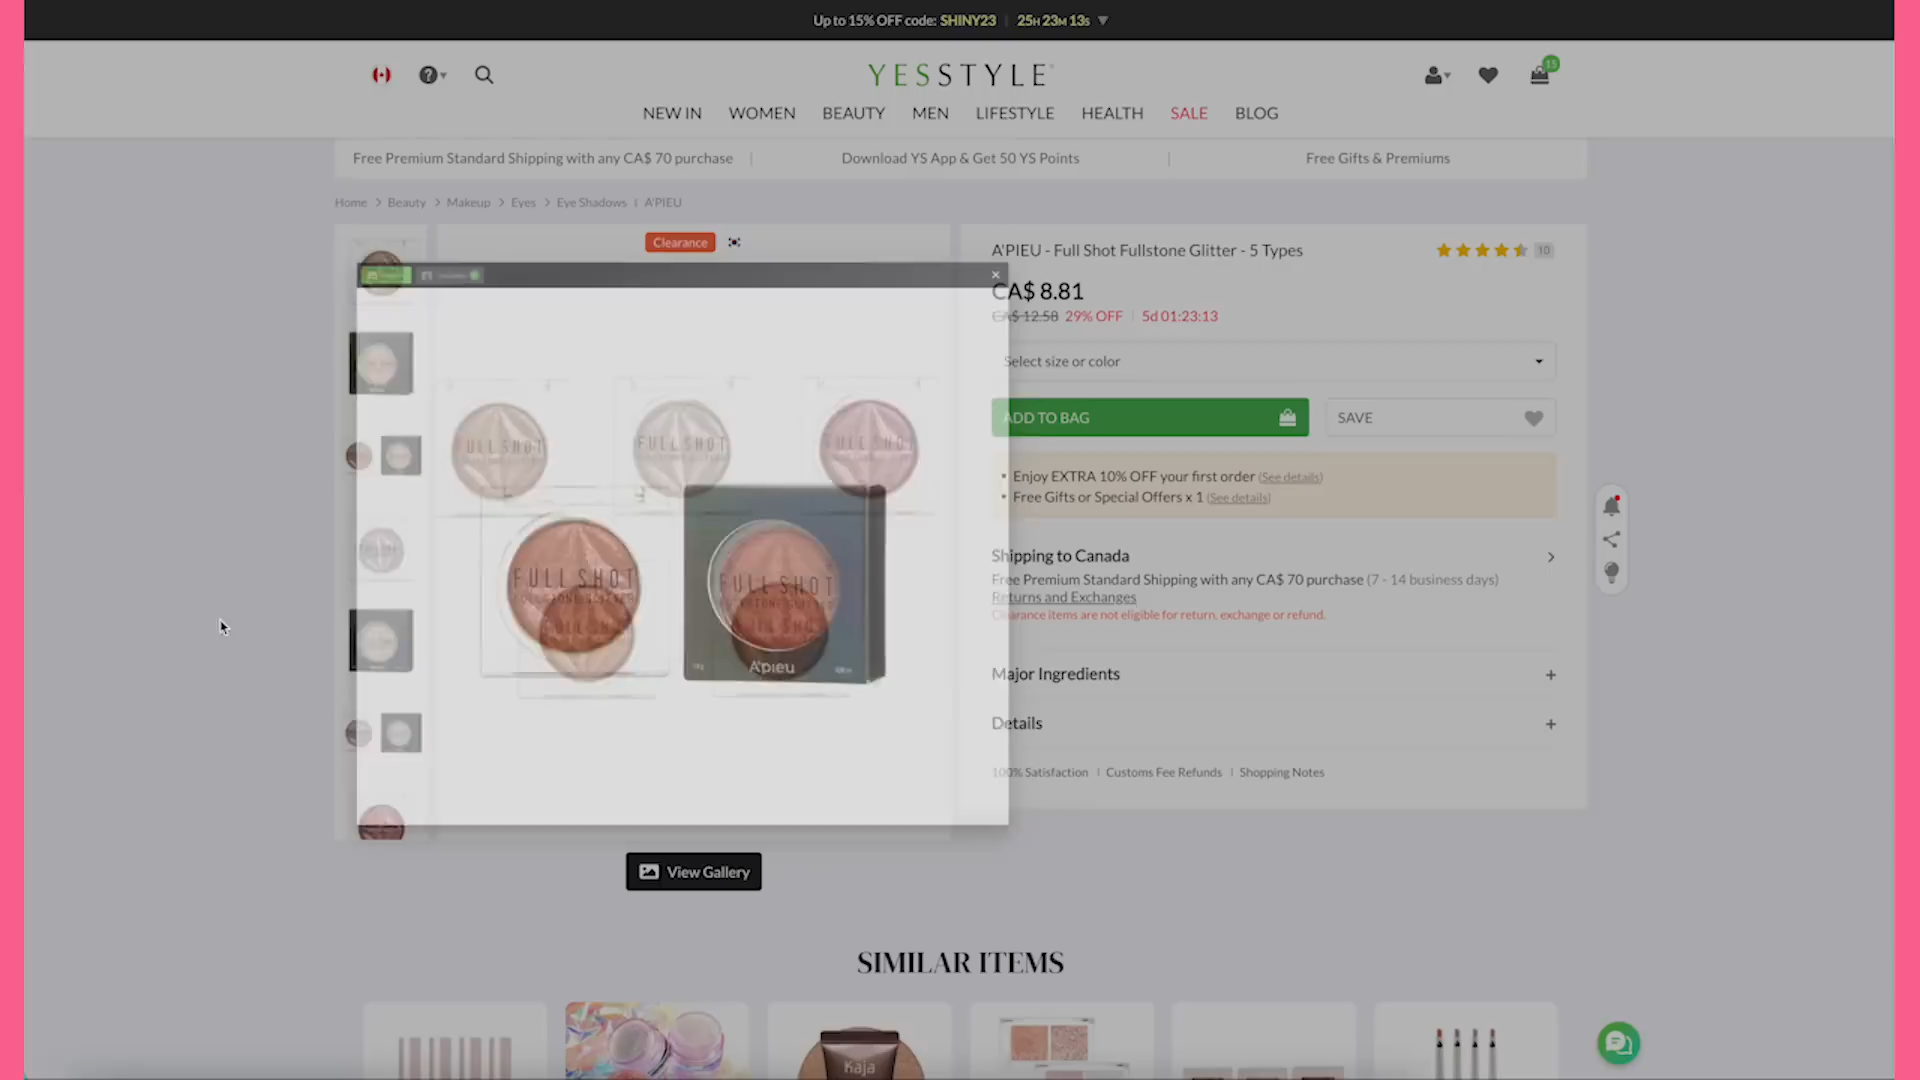 Up to 15% OFF code: SHINY23 | 25H 23M 13S
15
YESSTYLE
NEW IN WOMEN BEAUTY MEN LIFESTYLE HEALTH SALE BLOG
Free Premium Standard Shipping with any CA$ 70 purchase | Download YS App & Get 50 YS Points | Free Gifts & Premiums
Home > Beauty > Makeup > Eyes > Eye Shadows | A'PIEU
Clearance
A'PIEU - Full Shot Fullstone Glitter - 5 Types
10
CA$ 8.81
CA$ 12.58 29% OFF | 5d 01:23:13
Select size or color
ADD TO BAG
SAVE
FULL SHOT
FULL SHOT
FULL SHOT
FULL SHOT
FULLSTONE GLITTER
FULL SHOT
FULLSTONE GLITTER
A'pieu
• Enjoy EXTRA 10% OFF your first order (See details)
• Free Gifts or Special Offers x 1 (See details)
Shipping to Canada
Free Premium Standard Shipping with any CA$ 70 purchase (7 - 14 business days)
Returns and Exchanges
Clearance items are not eligible for return, exchange or refund.
Major Ingredients
Details
100% Satisfaction | Customs Fee Refunds | Shopping Notes
View Gallery
SIMILAR ITEMS
Kaja